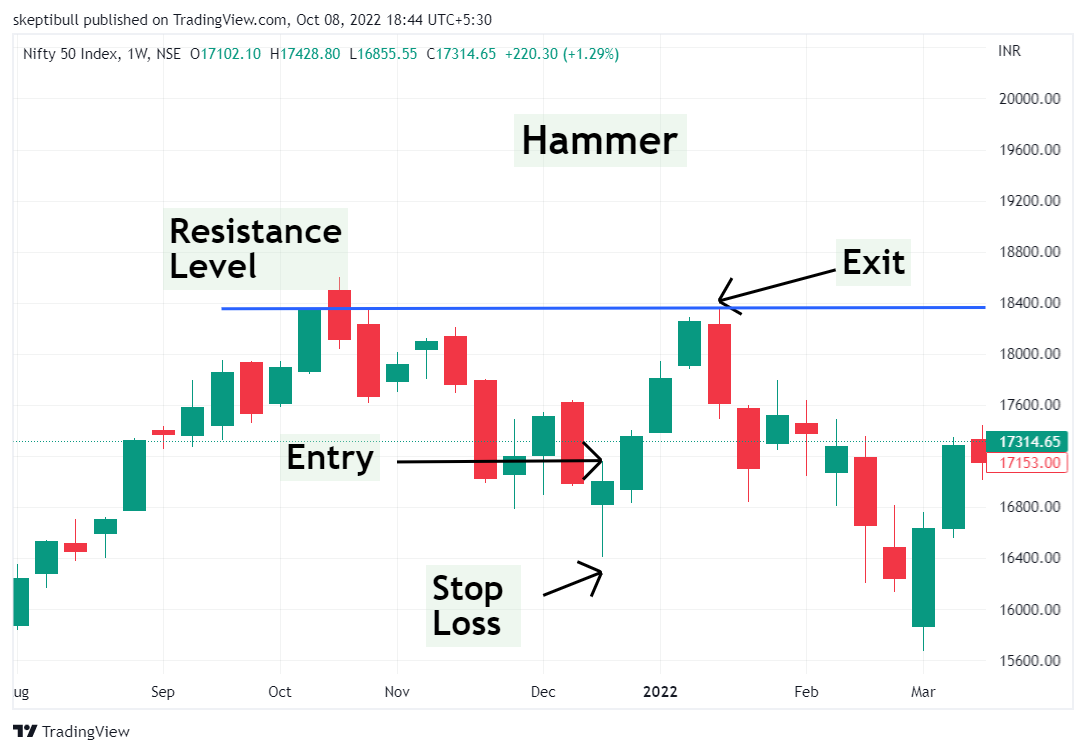 skeptibull published on TradingView.com, Oct 08, 2022 18:44 UTC+5:30
Nifty 50 Index, 1W, NSE O17102.10 H17428.80 L16855.55 C17314.65 +220.30 (+1.29%)
INR
20000.00
Hammer
19600.00
19200.00
Resistance
Level
18800.00
Exit
18400.00
18000.00
17600.00
17314.65
Entry
17153.00
16800.00
16400.00
Stop
Loss
16000.00
15600.00
ug Sep Oct Nov Dec 2022 Feb Mar
TradingView